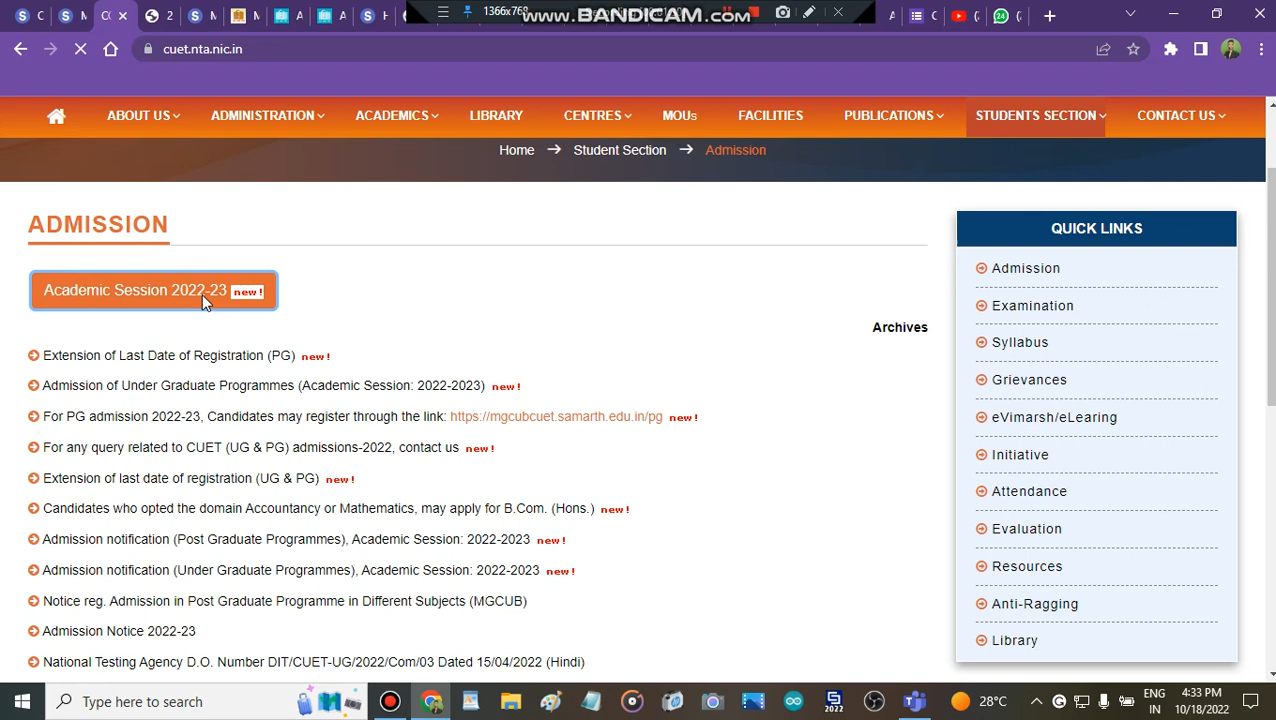 1366x768
www.BANDICAM.com
cuet.nta.nic.in
ABOUT US
ADMINISTRATION
ACADEMICS
LIBRARY
CENTRES
MOUs
FACILITIES
PUBLICATIONS
STUDENTS SECTION
CONTACT US
Home → Student Section → Admission
ADMISSION
Academic Session 2022-23 new!
Archives
Extension of Last Date of Registration (PG) new!
Admission of Under Graduate Programmes (Academic Session: 2022-2023) new!
For PG admission 2022-23, Candidates may register through the link: https://mgcubcuet.samarth.edu.in/pg new!
For any query related to CUET (UG & PG) admissions-2022, contact us new!
Extension of last date of registration (UG & PG) new!
Candidates who opted the domain Accountancy or Mathematics, may apply for B.Com. (Hons.) new!
Admission notification (Post Graduate Programmes), Academic Session: 2022-2023 new!
Admission notification (Under Graduate Programmes), Academic Session: 2022-2023 new!
Notice reg. Admission in Post Graduate Programme in Different Subjects (MGCUB)
Admission Notice 2022-23
National Testing Agency D.O. Number DIT/CUET-UG/2022/Com/03 Dated 15/04/2022 (Hindi)
QUICK LINKS
Admission
Examination
Syllabus
Grievances
eVimarsh/eLearing
Initiative
Attendance
Evaluation
Resources
Anti-Ragging
Library
Type here to search
28°C
ENG
IN
4:33 PM
10/18/2022